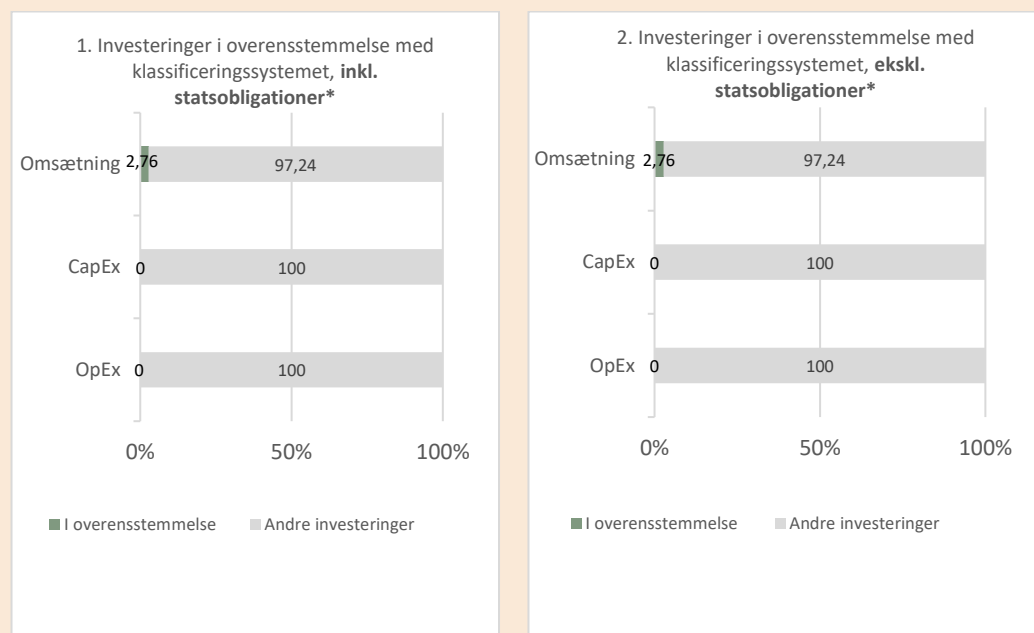 1. Investeringer i overensstemmelse med
klassificeringssystemet, inkl.
statsobligationer*
Omsætning 2,76 97,24
CapEx 0 100
OpEx 0 100
0% 50% 100%
I overensstemmelse Andre investeringer
2. Investeringer i overensstemmelse med
klassificeringssystemet, ekskl.
statsobligationer*
Omsætning 2,76 97,24
CapEx 0 100
OpEx 0 100
0% 50% 100%
I overensstemmelse Andre investeringer